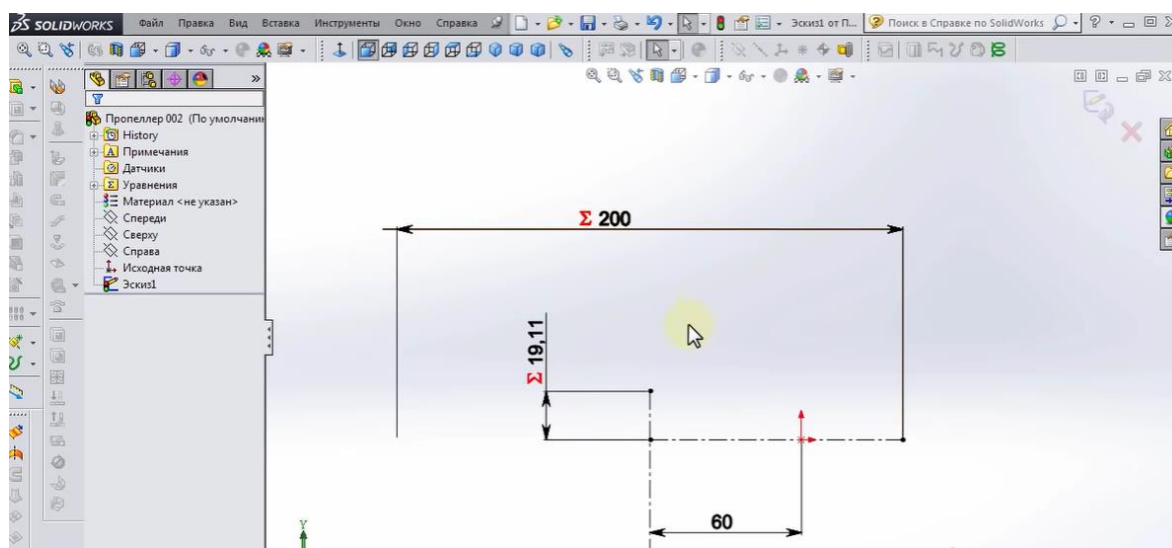 SOLIDWORKS Файл Правка Вид Вставка Инструменты Окно Справка Эскиз1 от П... Поиск в Справке по SolidWorks
Пропеллер 002 (По умолчани
History
Примечания
Датчики
Уравнения
Материал <не указан>
Спереди
Сверху
Справа
Исходная точка
Эскиз1
Σ 200
Σ 19,11
60
Y